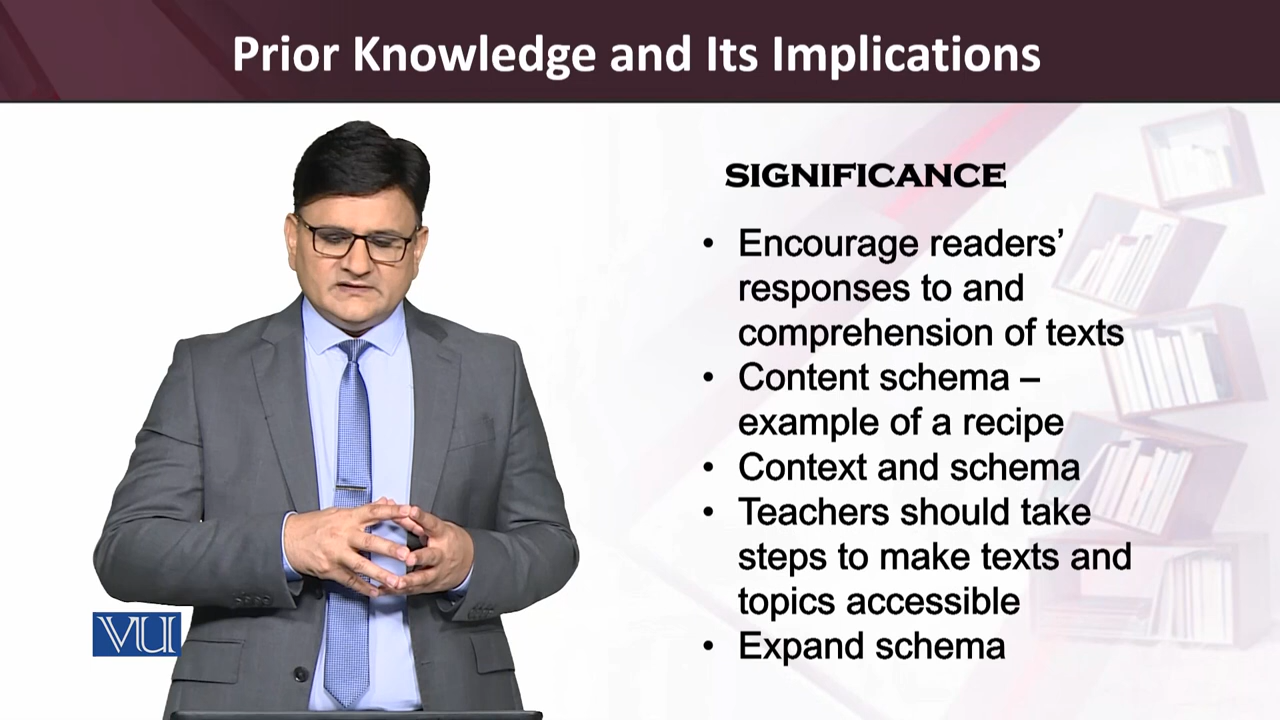 Prior Knowledge and Its Implications
SIGNIFICANCE
• Encourage readers’
responses to and
comprehension of texts
• Content schema –
example of a recipe
• Context and schema
• Teachers should take
steps to make texts and
topics accessible
• Expand schema
VU